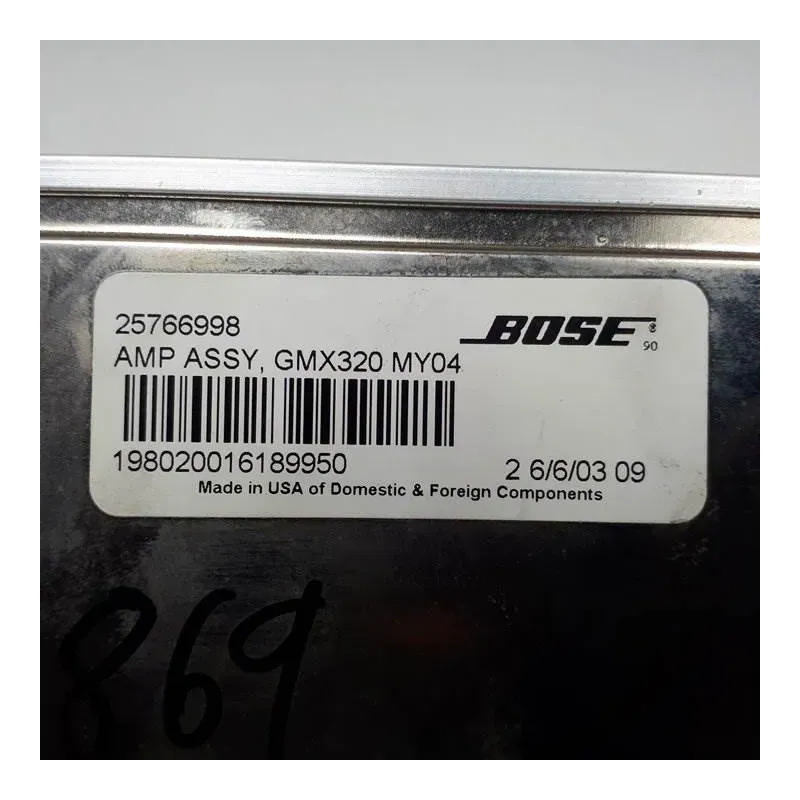 25766998
BOSE®
90
AMP ASSY, GMX320 MY04
198020016189950 2 6/6/03 09
Made in USA of Domestic & Foreign Components
869